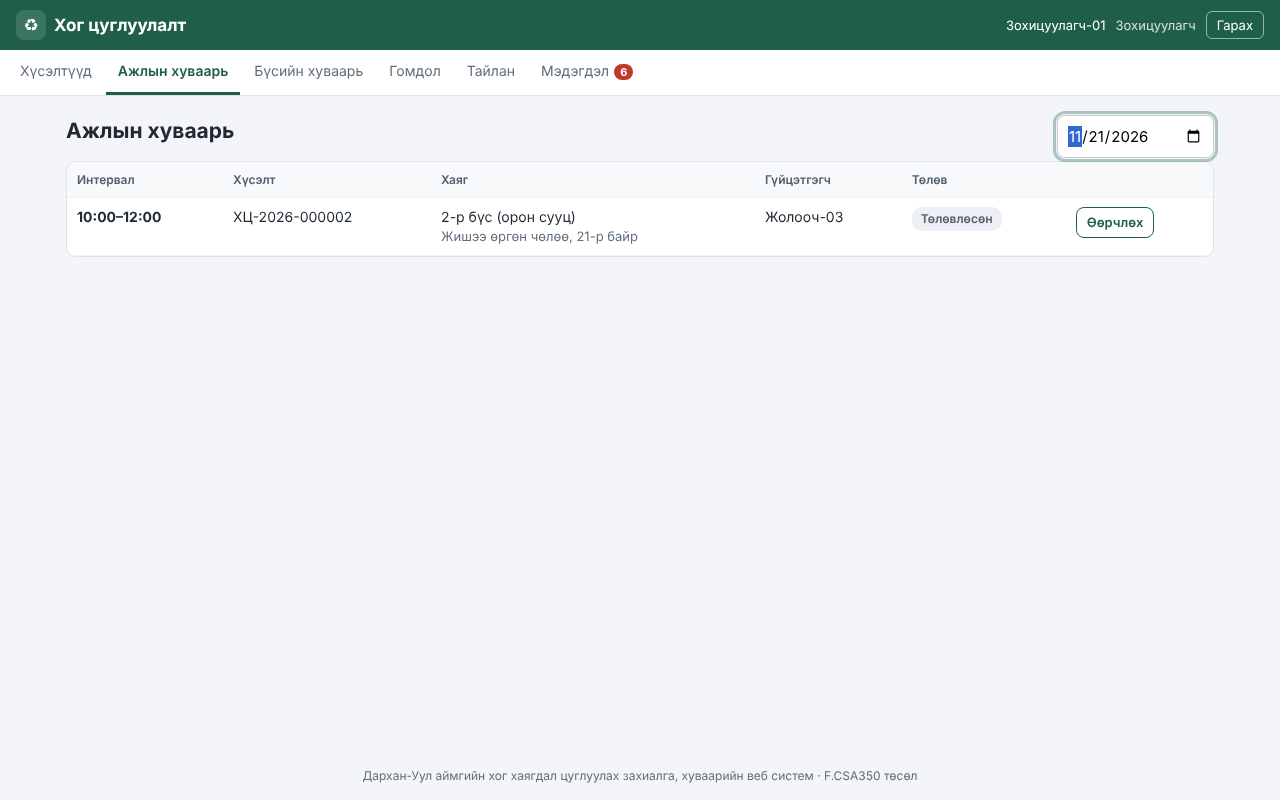 Хог цуглуулалт
Зохицуулагч-01 Зохицуулагч Гарах
Хүсэлтүүд Ажлын хуваарь Бүсийн хуваарь Гомдол Тайлан Мэдэгдэл 6
Ажлын хуваарь
11/21/2026
Интервал Хүсэлт Хаяг Гүйцэтгэгч Төлөв
10:00–12:00 ХЦ-2026-000002 2-р бүс (орон сууц) Жолооч-03 Төлөвлөсөн Өөрчлөх
Жишээ өргөн чөлөө, 21-р байр
Дархан-Уул аймгийн хог хаягдал цуглуулах захиалга, хуваарийн веб систем · F.CSA350 төсөл